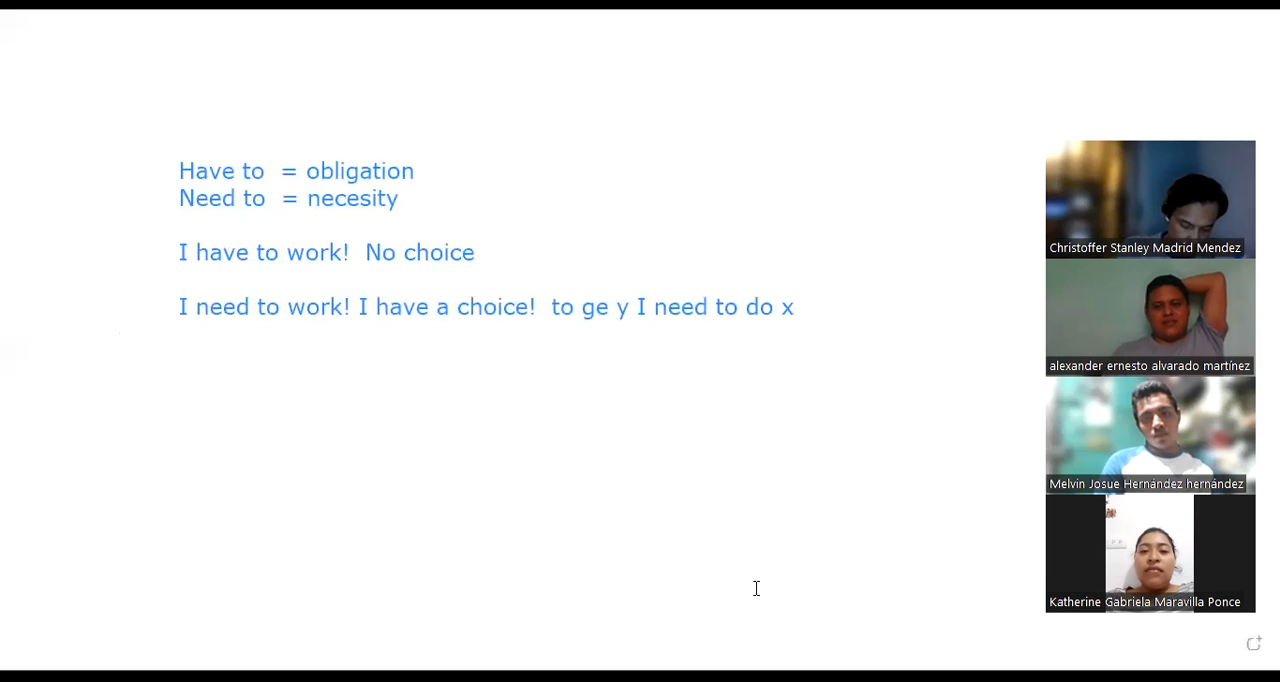 Have to = obligation
Need to = necesity
I have to work! No choice
I need to work! I have a choice! to ge y I need to do x
Christoffer Stanley Madrid Mendez
alexander ernesto alvarado martínez
Melvin Josue Hernández hernández
Katherine Gabriela Maravilla Ponce